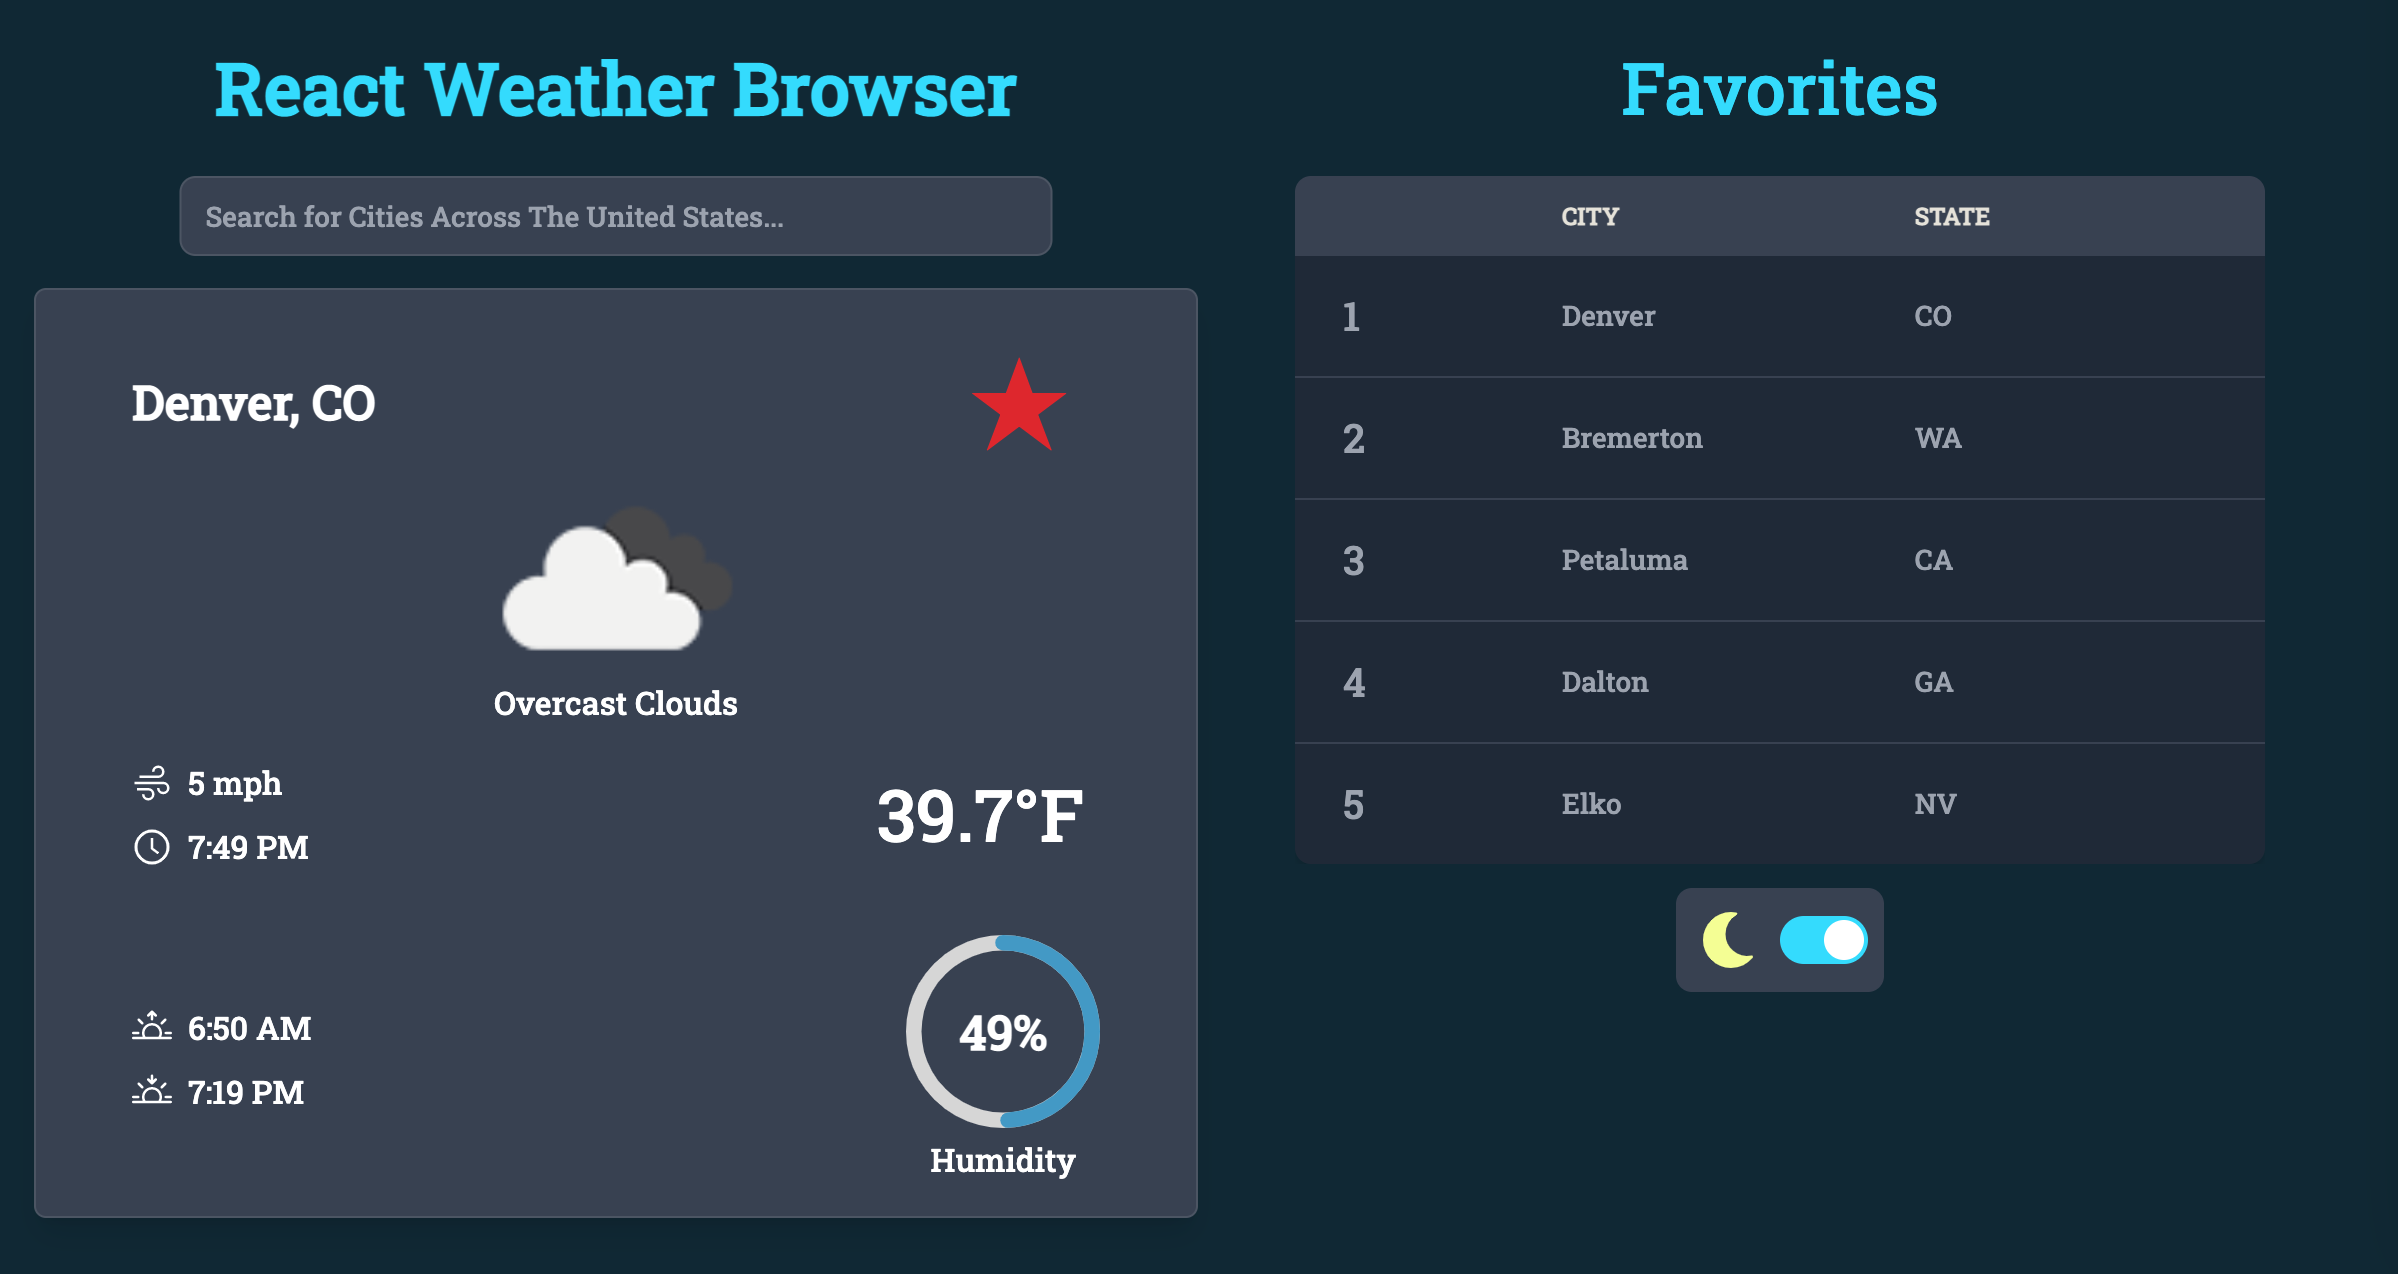 React Weather Browser
Search for Cities Across The United States...
Denver, CO
Overcast Clouds
5 mph
7:49 PM
39.7°F
6:50 AM
7:19 PM
49%
Humidity
Favorites
CITY STATE
1 Denver CO
2 Bremerton WA
3 Petaluma CA
4 Dalton GA
5 Elko NV